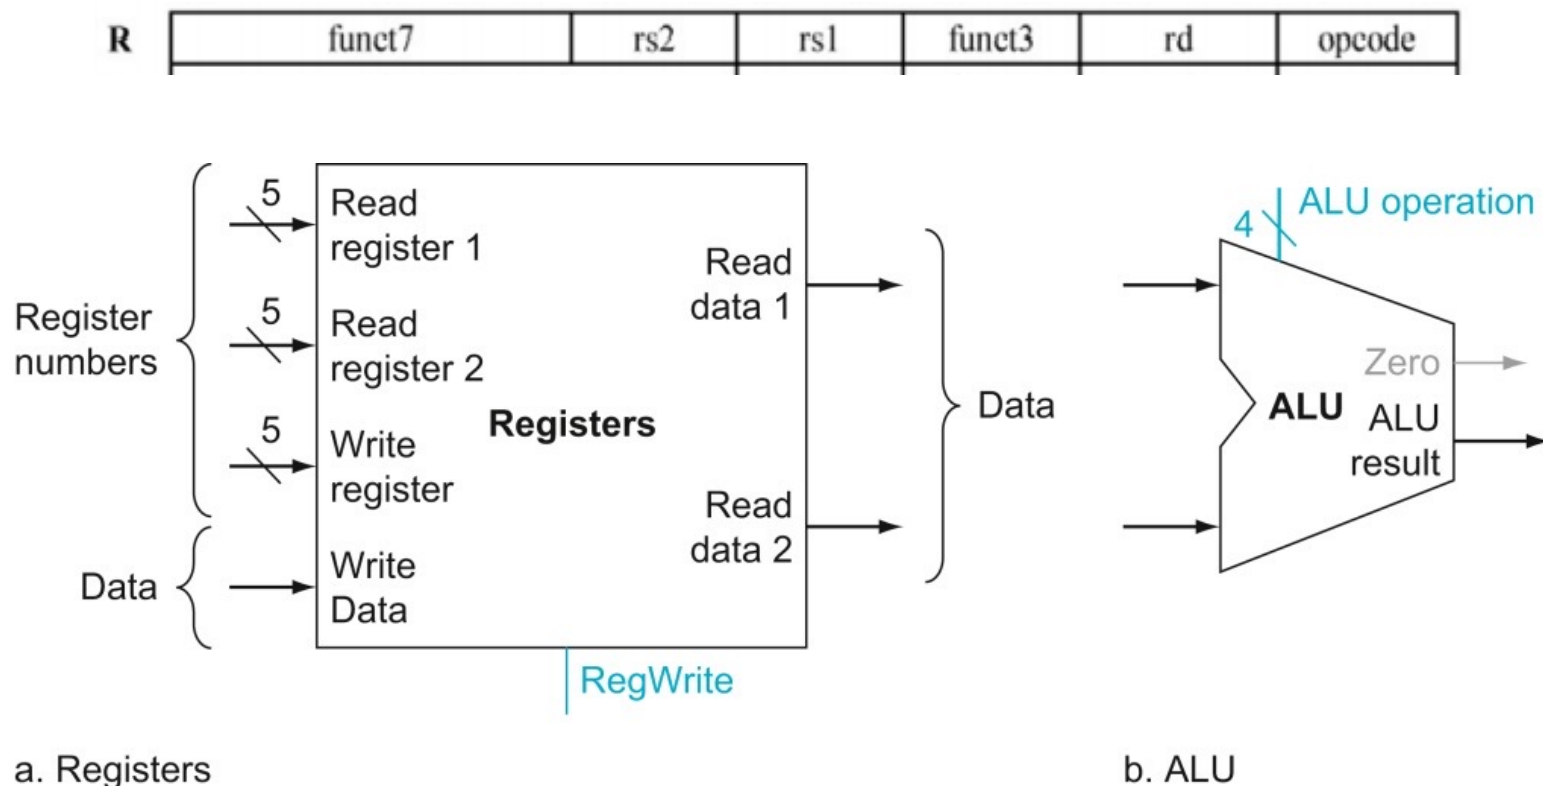 R funct7 rs2 rs1 funct3 rd opcode
5
Read
register 1
5
Read
register 2
5
Write
register
Write
Data
Register
numbers
Data
Registers
Read
data 1
Read
data 2
RegWrite
Data
4
ALU operation
Zero
ALU
ALU
result
a. Registers
b. ALU